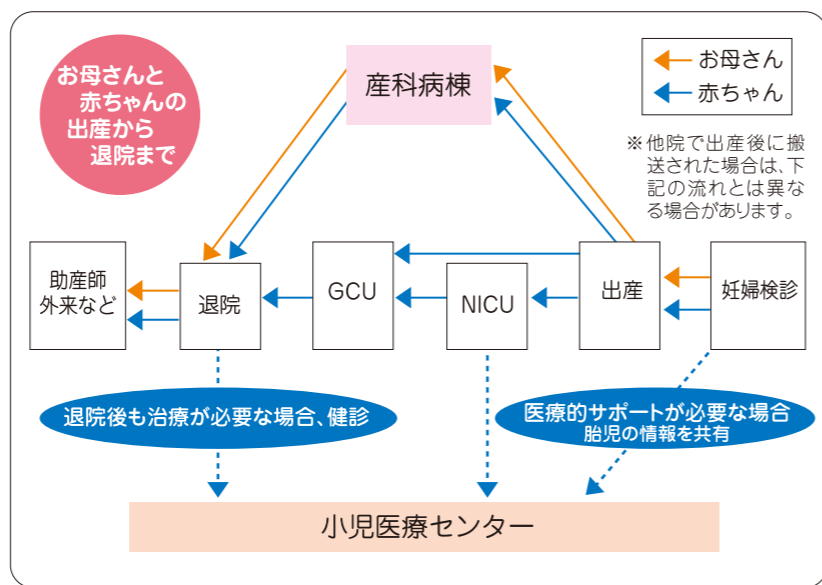 お母さんと
赤ちゃんの
出産から
退院まで
産科病棟
お母さん
赤ちゃん
※他院で出産後に搬
送された場合は、下
記の流れとは異な
る場合があります。
助産師
外来など
退院
GCU
NICU
出産
妊婦検診
退院後も治療が必要な場合、健診
医療的サポートが必要な場合
胎児の情報を共有
小児医療センター